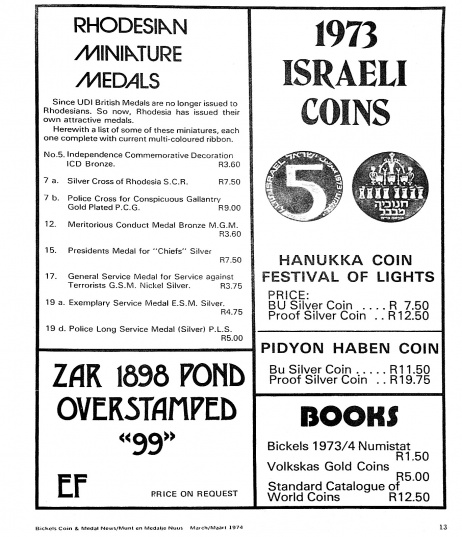 RHODESIAN
MINIATURE
MEDALS
Since UDI British Medals are no longer issued to
Rhodesians. So now, Rhodesia has issued their
own attractive medals.
Herewith a list of some of these miniatures, each
one complete with current multi-coloured ribbon.
No.5. Independence Commemorative Decoration
ICD Bronze. R3.60
7 a. Silver Cross of Rhodesia S.C.R. R7.50
7 b. Police Cross for Conspicuous Gallantry
Gold Plated P.C.G. R9.00
12. Meritorious Conduct Medal Bronze M.G.M.
R3.60
15. Presidents Medal for "Chiefs" Silver
R7.50
17. General Service Medal for Service against
Terrorists G.S.M. Nickel Silver. R3.75
19 a. Exemplary Service Medal E.S.M. Silver.
R4.75
19 d. Police Long Service Medal (Silver) P.L.S.
R5.00
ZAR 1898 POND
OVERSTAMPED
“99”
EF
PRICE ON REQUEST
1973
ISRAELI
COINS
5
HANUKKA COIN
FESTIVAL OF LIGHTS
PRICE:
BU Silver Coin .... R 7.50
Proof Silver Coin .. R12.50
PIDYON HABEN COIN
Bu Silver Coin ..... R11.50
Proof Silver Coin .. R19.75
BOOKS
Bickels 1973/4 Numistat
R1.50
Volkskas Gold Coins
R5.00
Standard Catalogue of
World Coins R12.50
Bickels Coin & Medal News/Munt en Medalje Nuus March/Maart 1974 13